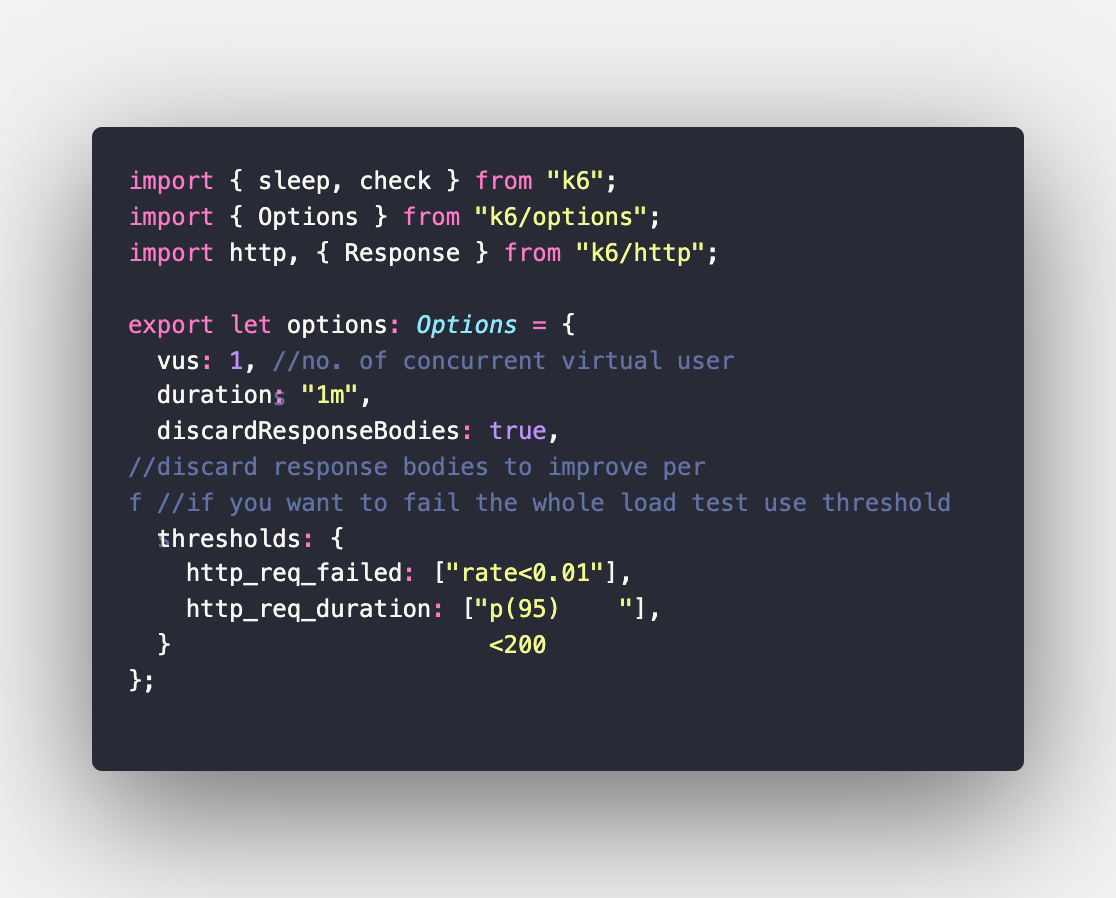 import { sleep, check } from "k6";
import { Options } from "k6/options";
import http, { Response } from "k6/http";

export let options: Options = {
  vus: 1, //no. of concurrent virtual user
  duration: "1m",
  discardResponseBodies: true,
//discard response bodies to improve per
f //if you want to fail the whole load test use threshold
  thresholds: {
    http_req_failed: ["rate<0.01"],
    http_req_duration: ["p(95)    "],
  }                      <200
};